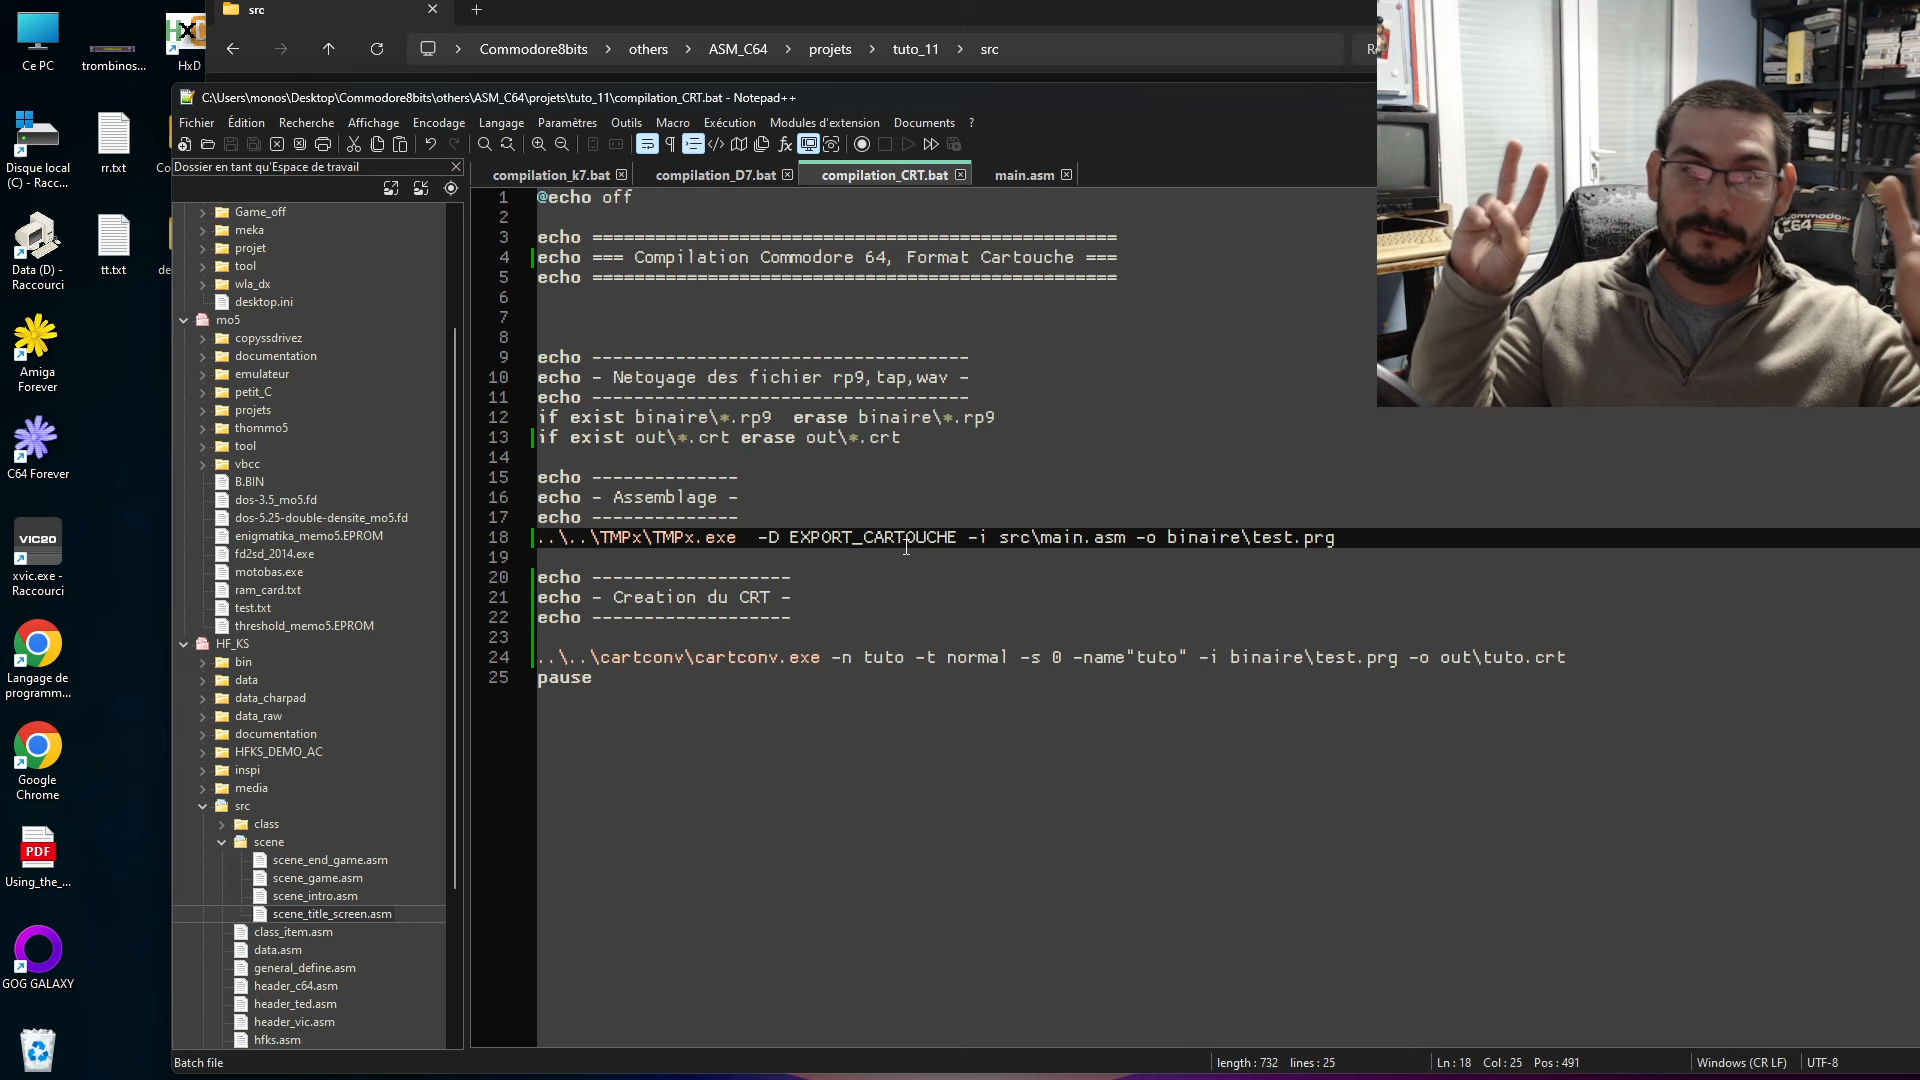 src
Commodore8bits > others > ASM_C64 > projets > tuto_11 > src
C:\Users\monos\Desktop\Commodore8bits\others\ASM_C64\projets\tuto_11\compilation_CRT.bat - Notepad++
Fichier Édition Recherche Affichage Encodage Langage Paramètres Outils Macro Exécution Modules d'extension Documents ?
Dossier en tant qu'Espace de travail
compilation_k7.bat compilation_D7.bat compilation_CRT.bat main.asm
Ce PC
trombinos...
HxD
Disque local
(C) - Racc...
rr.txt
Data (D) -
Raccourci
tt.txt
Amiga
Forever
C64 Forever
VIC20
xvic.exe -
Raccourci
Langage de
programm...
Google
Chrome
PDF
Using_the_...
GOG GALAXY
Game_off
meka
projet
tool
wla_dx
desktop.ini
mo5
copyssdrivez
documentation
emulateur
petit_C
projets
thommo5
tool
vbcc
B.BIN
dos-3.5_mo5.fd
dos-5.25-double-densite_mo5.fd
enigmatika_memo5.EPROM
fd2sd_2014.exe
motobas.exe
ram_card.txt
test.txt
threshold_memo5.EPROM
HF_KS
bin
data
data_charpad
data_raw
documentation
HFKS_DEMO_AC
inspi
media
src
class
scene
scene_end_game.asm
scene_game.asm
scene_intro.asm
scene_title_screen.asm
class_item.asm
data.asm
general_define.asm
header_c64.asm
header_ted.asm
header_vic.asm
hfks.asm
1 @echo off
2
3 echo ==================================================
4 echo === Compilation Commodore 64, Format Cartouche ===
5 echo ==================================================
6
7
8
9 echo ------------------------------------
10 echo - Netoyage des fichier rp9,tap,wav -
11 echo ------------------------------------
12 if exist binaire\*.rp9  erase binaire\*.rp9
13 if exist out\*.crt erase out\*.crt
14
15 echo --------------
16 echo - Assemblage -
17 echo --------------
18 ..\..\TMPx\TMPx.exe  -D EXPORT_CARTOUCHE -i src\main.asm -o binaire\test.prg
19
20 echo -------------------
21 echo - Creation du CRT -
22 echo -------------------
23
24 ..\..\cartconv\cartconv.exe -n tuto -t normal -s 0 -name"tuto" -i binaire\test.prg -o out\tuto.crt
25 pause
commodore
C64
Batch file
length : 732 lines : 25
Ln : 18 Col : 25 Pos : 491
Windows (CR LF)
UTF-8